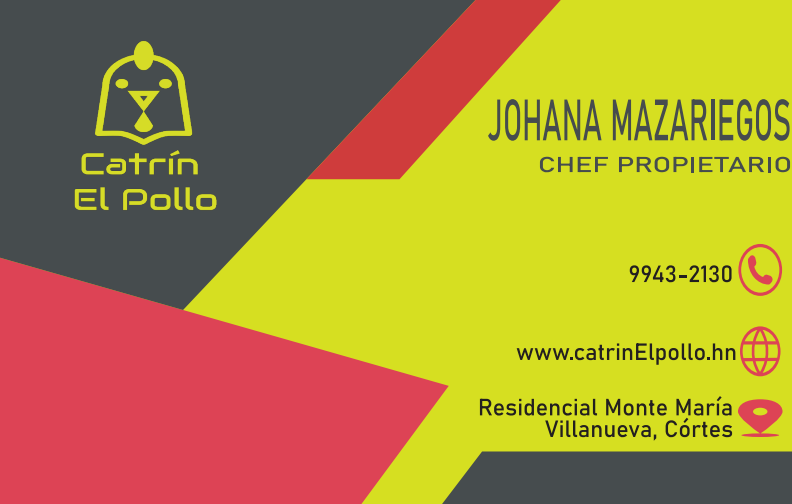 Catrín
El Pollo
JOHANA MAZARIEGOS
CHEF PROPIETARIO
9943-2130
www.catrinElpollo.hn
Residencial Monte María
Villanueva, Córtes